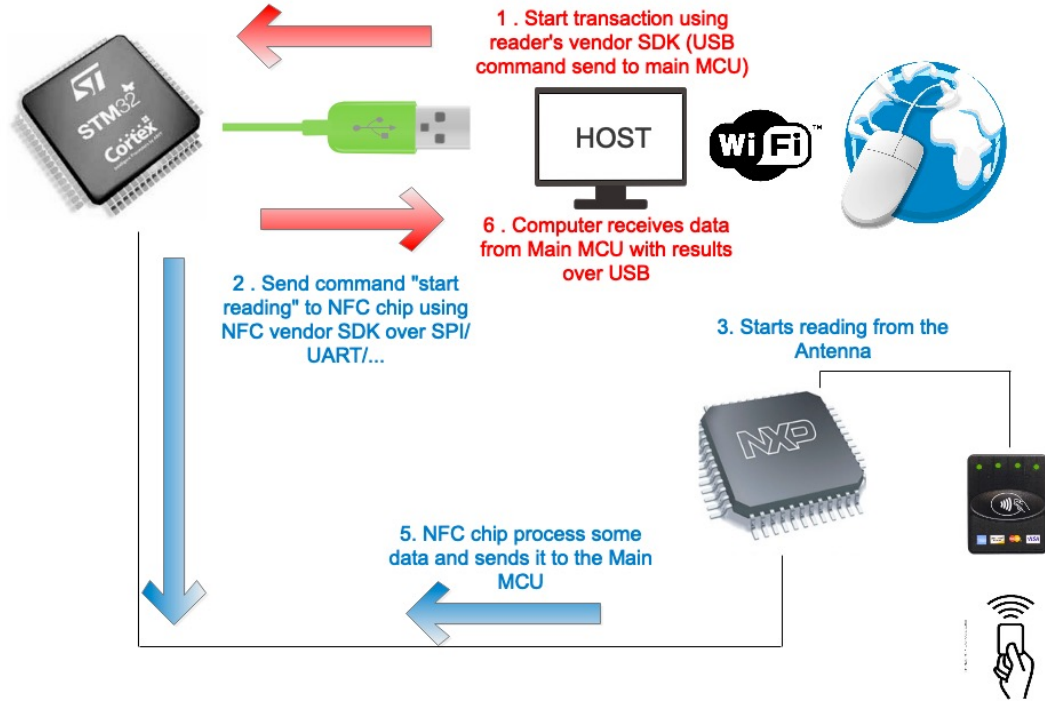 1 . Start transaction using
reader's vendor SDK (USB
command send to main MCU)
STM32
Cortex
HOST
Wi Fi
TM
6 . Computer receives data
from Main MCU with results
over USB
2 . Send command "start
reading" to NFC chip using
NFC vendor SDK over SPI/
UART/...
3. Starts reading from the
Antenna
NXP
VISA
5. NFC chip process some
data and sends it to the Main
MCU